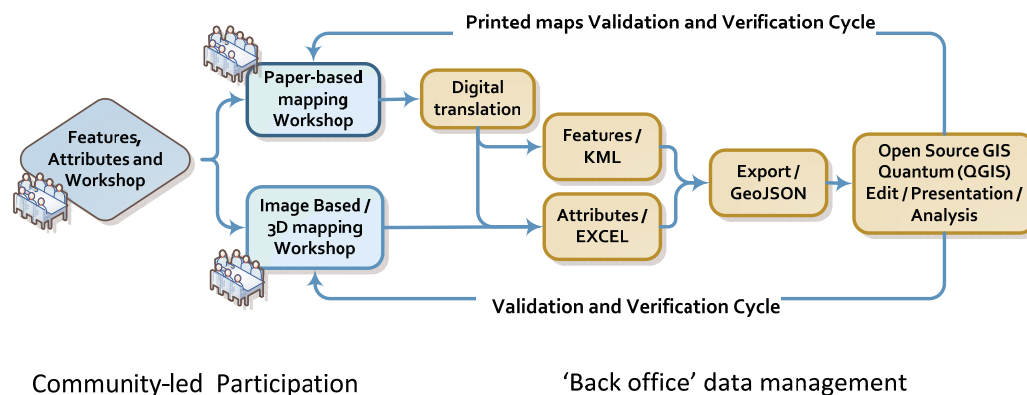 Printed maps Validation and Verification Cycle
Paper-based
mapping
Workshop
Digital
translation
Features,
Attributes and
Workshop
Features /
KML
Open Source GIS
Quantum (QGIS)
Edit / Presentation /
Analysis
Export /
GeoJSON
Image Based /
3D mapping
Workshop
Attributes /
EXCEL
Validation and Verification Cycle
Community-led Participation
‘Back office’ data management